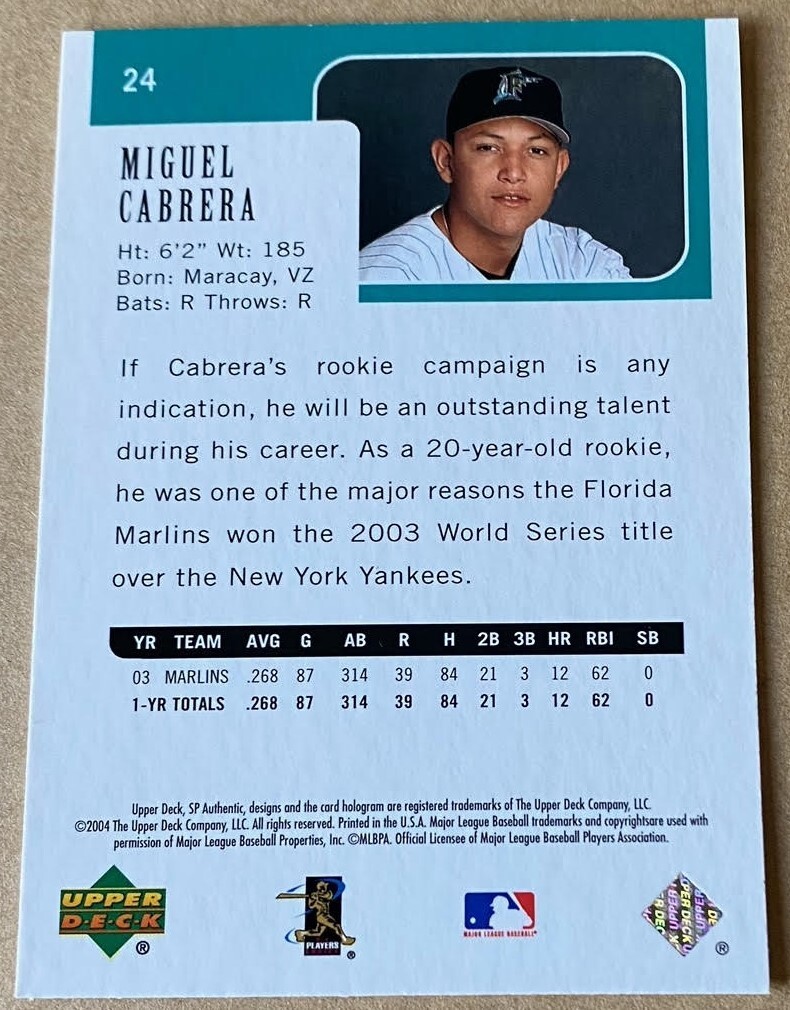 24
F
MIGUEL
CABRERA
Ht: 6'2" Wt: 185
Born: Maracay, VZ
Bats: R Throws: R
If Cabrera's rookie campaign is any
indication, he will be an outstanding talent
during his career. As a 20-year-old rookie,
he was one of the major reasons the Florida
Marlins won the 2003 World Series title
over the New York Yankees.
YR TEAM AVG G AB R H 2B 3B HR RBI SB
03 MARLINS .268 87 314 39 84 21 3 12 62 0
1-YR TOTALS .268 87 314 39 84 21 3 12 62 0
Upper Deck, SP Authentic, designs and the card hologram are registered trademarks of The Upper Deck Company, LLC.
©2004 The Upper Deck Company, LLC. All rights reserved. Printed in the U.S.A. Major League Baseball trademarks and copyrightsare used with
permission of Major League Baseball Properties, Inc. ©MLBPA. Official Licensee of Major League Baseball Players Association.
UPPER
D·E·C·K
®
PLAYERS
®
MAJOR LEAGUE BASEBALL
UPPER DECK
®